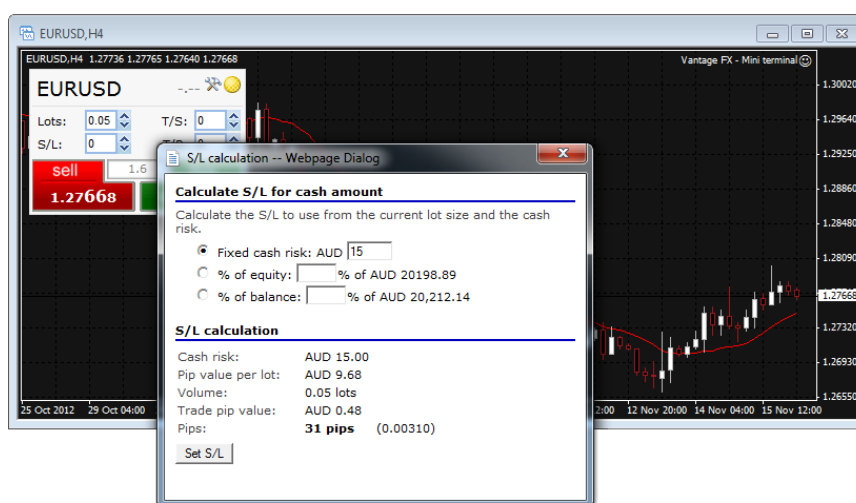 EURUSD,H4
EURUSD,H4 1.27736 1.27765 1.27640 1.27668
Vantage FX - Mini terminal
EURUSD
-.--
Lots: 0.05 T/S: 0
S/L: 0
sell 1.6
1.27668
S/L calculation -- Webpage Dialog
Calculate S/L for cash amount
Calculate the S/L to use from the current lot size and the cash
risk.
Fixed cash risk: AUD 15
% of equity: % of AUD 20198.89
% of balance: % of AUD 20,212.14
S/L calculation
Cash risk: AUD 15.00
Pip value per lot: AUD 9.68
Volume: 0.05 lots
Trade pip value: AUD 0.48
Pips: 31 pips (0.00310)
Set S/L
1.30020
1.29640
1.29250
1.28860
1.28480
1.28090
1.27668
1.27320
1.26930
1.26550
25 Oct 2012 29 Oct 04:00 2:00 12 Nov 20:00 14 Nov 04:00 15 Nov 12:00